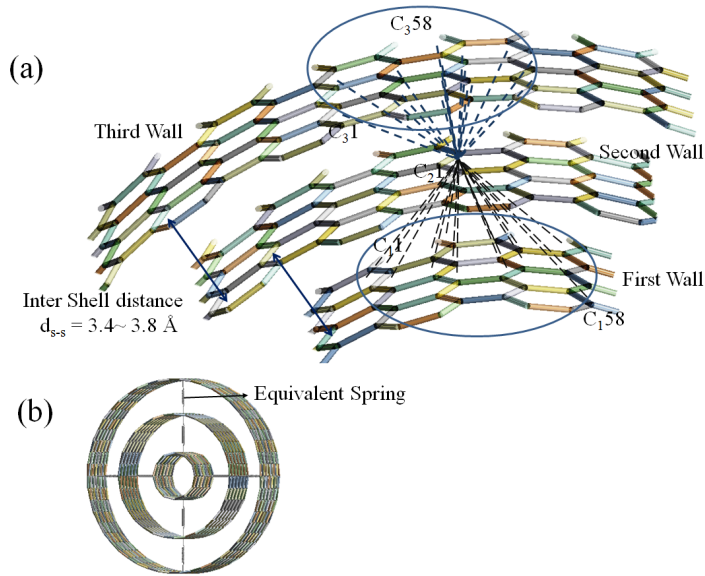 C₃58
(a)
Third Wall
C₃1
Second Wall
C₂1
C₁1
First Wall
Inter Shell distance
dₛ₋ₛ = 3.4~ 3.8 Å
C₁58
(b)
Equivalent Spring